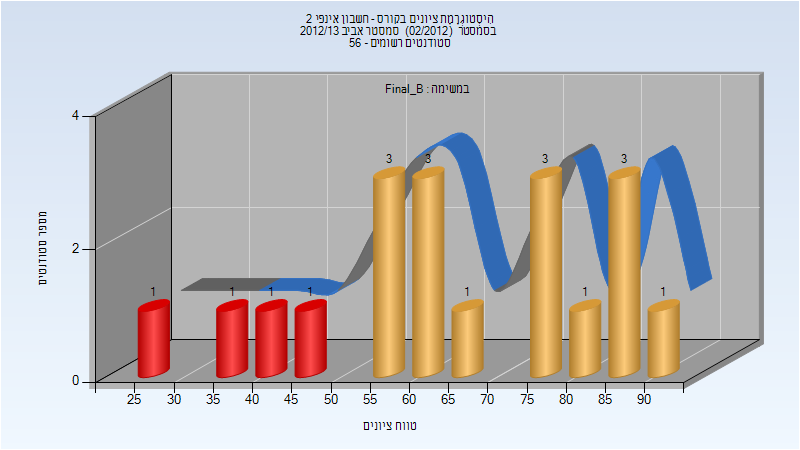 היסטוגרמת ציונים בקורס - חשבון אינפי 2
בסמסטר (02/2012) סמסטר אביב 2012/13
סטודנטים רשומים - 56
במשימה : Final_B
מספר סטודנטים
4
2
0
1 1 1 1 3 3 1 3 1 3 1
25 30 35 40 45 50 55 60 65 70 75 80 85 90
טווח ציונים